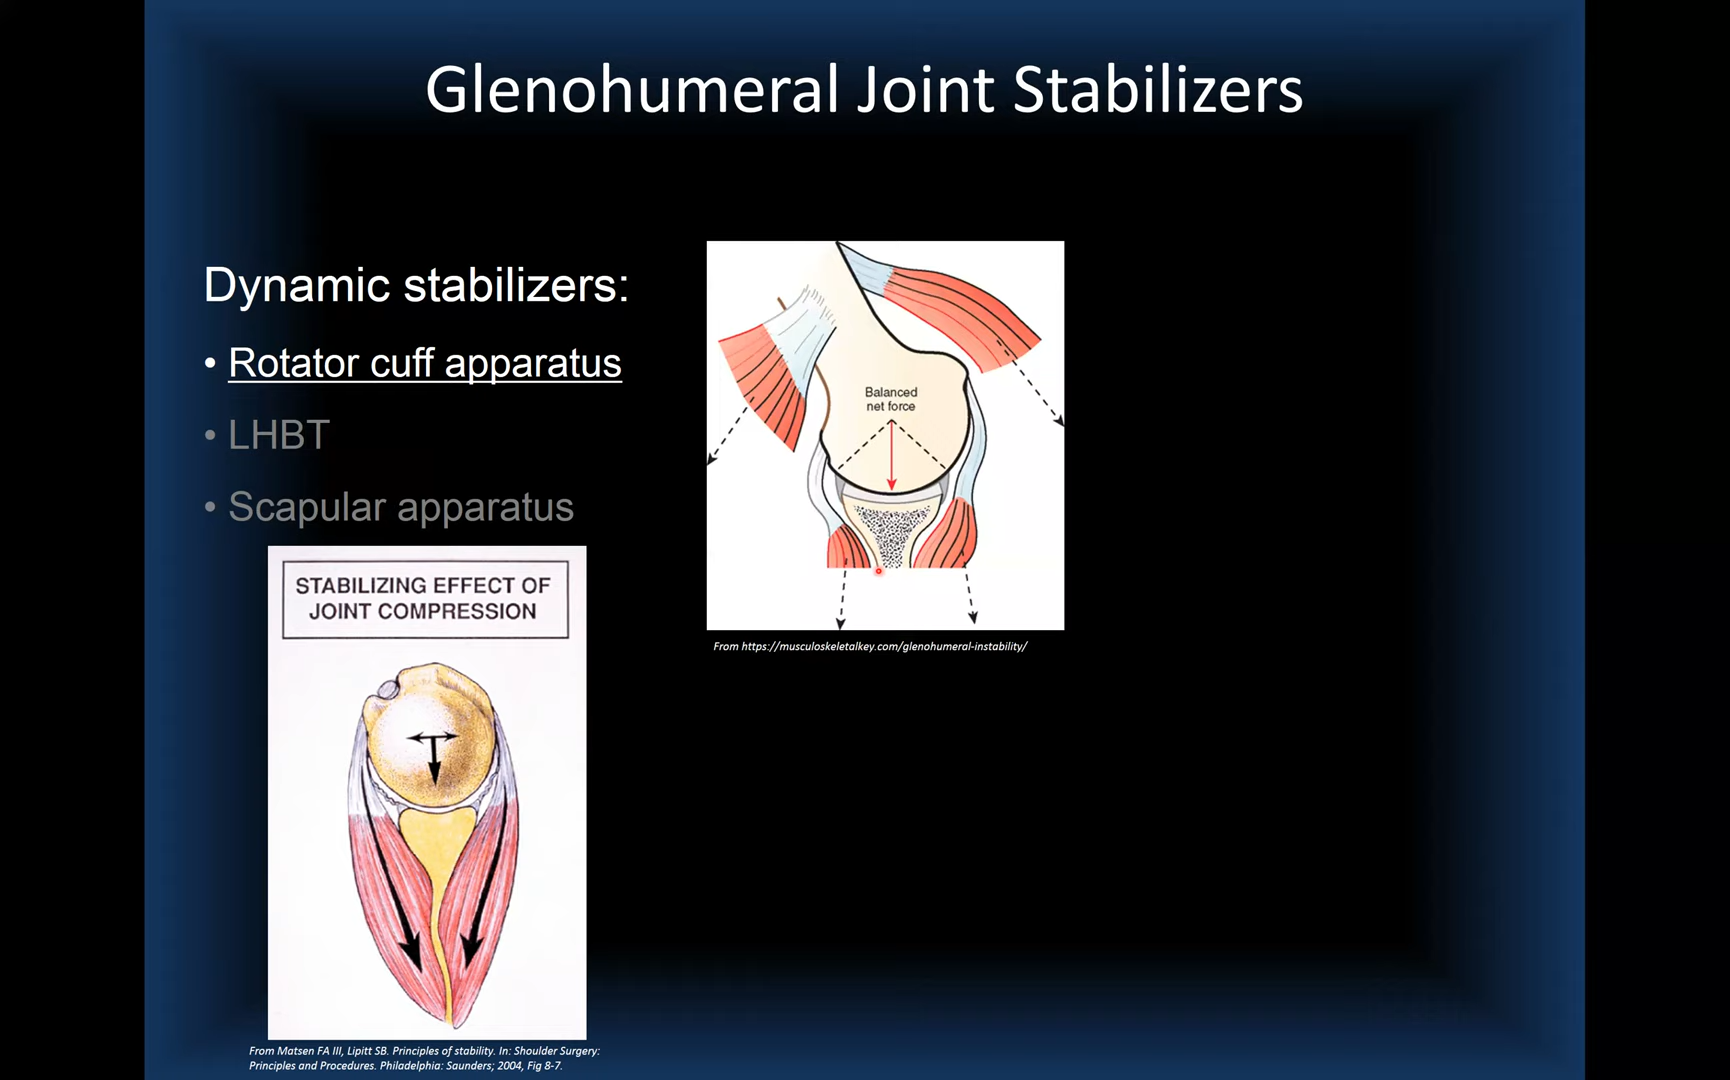 Glenohumeral Joint Stabilizers
Dynamic stabilizers:
• Rotator cuff apparatus
• LHBT
• Scapular apparatus
STABILIZING EFFECT OF
JOINT COMPRESSION
From Matsen FA III, Lipitt SB. Principles of stability. In: Shoulder Surgery:
Principles and Procedures. Philadelphia: Saunders; 2004, Fig 8-7.
Balanced
net force
From https://musculoskeletalkey.com/glenohumeral-instability/